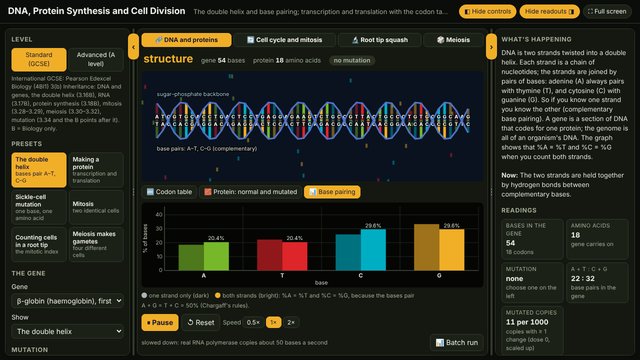 DNA, Protein Synthesis and Cell Division
The double helix and base pairing; transcription and translation with the codon ta...
Hide controls
Hide readouts
Full screen
LEVEL
Standard (GCSE)
Advanced (A level)
International GCSE: Pearson Edexcel Biology (4BI1) 3(b) Inheritance: DNA and genes, the double helix (3.16B), RNA (3.17B), protein synthesis (3.18B), mitosis (3.28–3.29), meiosis (3.30–3.32), mutation (3.34 and the B points after it). B = Biology only.
PRESETS
The double helix
bases pair A–T, C–G
Making a protein
transcription and translation
Sickle-cell mutation
one base, one amino acid
Mitosis
two identical cells
Counting cells in a root tip
the mitotic index
Meiosis makes gametes
four different cells
THE GENE
Gene
β-globin (haemoglobin), first
Show
The double helix
MUTATION
DNA and proteins
Cell cycle and mitosis
Root tip squash
Meiosis
structure
gene 54 bases
protein 18 amino acids
no mutation
sugar-phosphate backbone
base pairs: A–T, C–G (complementary)
Codon table
Protein: normal and mutated
Base pairing
% of bases
40
30
20
10
0
20.4%
20.4%
29.6%
29.6%
A
T
C
G
base
one strand only (dark)
both strands (bright): %A = %T and %C = %G, because the bases pair
A + G = T + C = 50% (Chargaff's rules).
Pause
Reset
Speed
0.5×
1×
2×
Batch run
slowed down: real RNA polymerase copies about 50 bases a second
WHAT'S HAPPENING
DNA is two strands twisted into a double helix. Each strand is a chain of nucleotides; the strands are joined by pairs of bases: adenine (A) always pairs with thymine (T), and cytosine (C) with guanine (G). So if you know one strand you know the other (complementary base pairing). A gene is a section of DNA that codes for one protein; the genome is all of an organism's DNA. The graph shows that %A = %T and %C = %G when you count both strands.
Now: The two strands are held together by hydrogen bonds between complementary bases.
READINGS
BASES IN THE GENE
54
18 codons
AMINO ACIDS
18
gene carries on
MUTATION
none
choose one on the left
A + T : C + G
22 : 32
base pairs in the gene
MUTATED COPIES
11 per 1000
copies with ≥ 1 change (dose 0, scaled up)